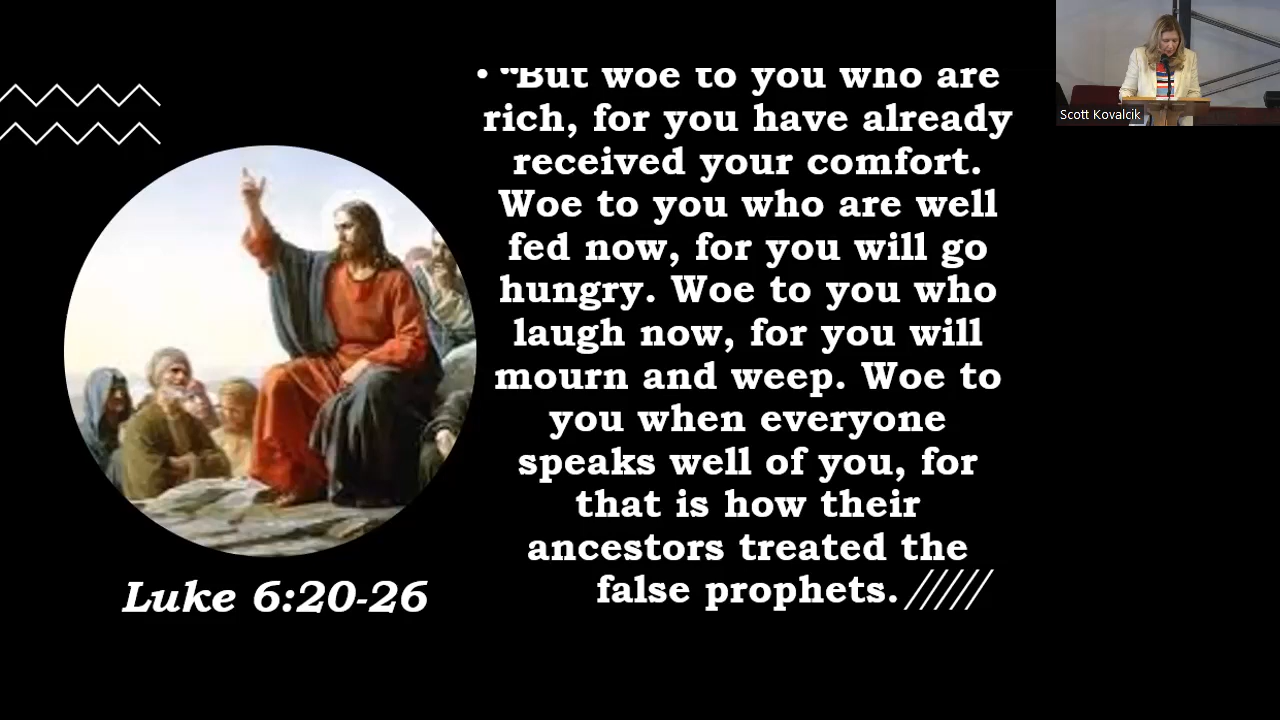 • "But woe to you who are
rich, for you have already
received your comfort.
Woe to you who are well
fed now, for you will go
hungry. Woe to you who
laugh now, for you will
mourn and weep. Woe to
you when everyone
speaks well of you, for
that is how their
ancestors treated the
false prophets.
Luke 6:20-26
Scott Kovalcik